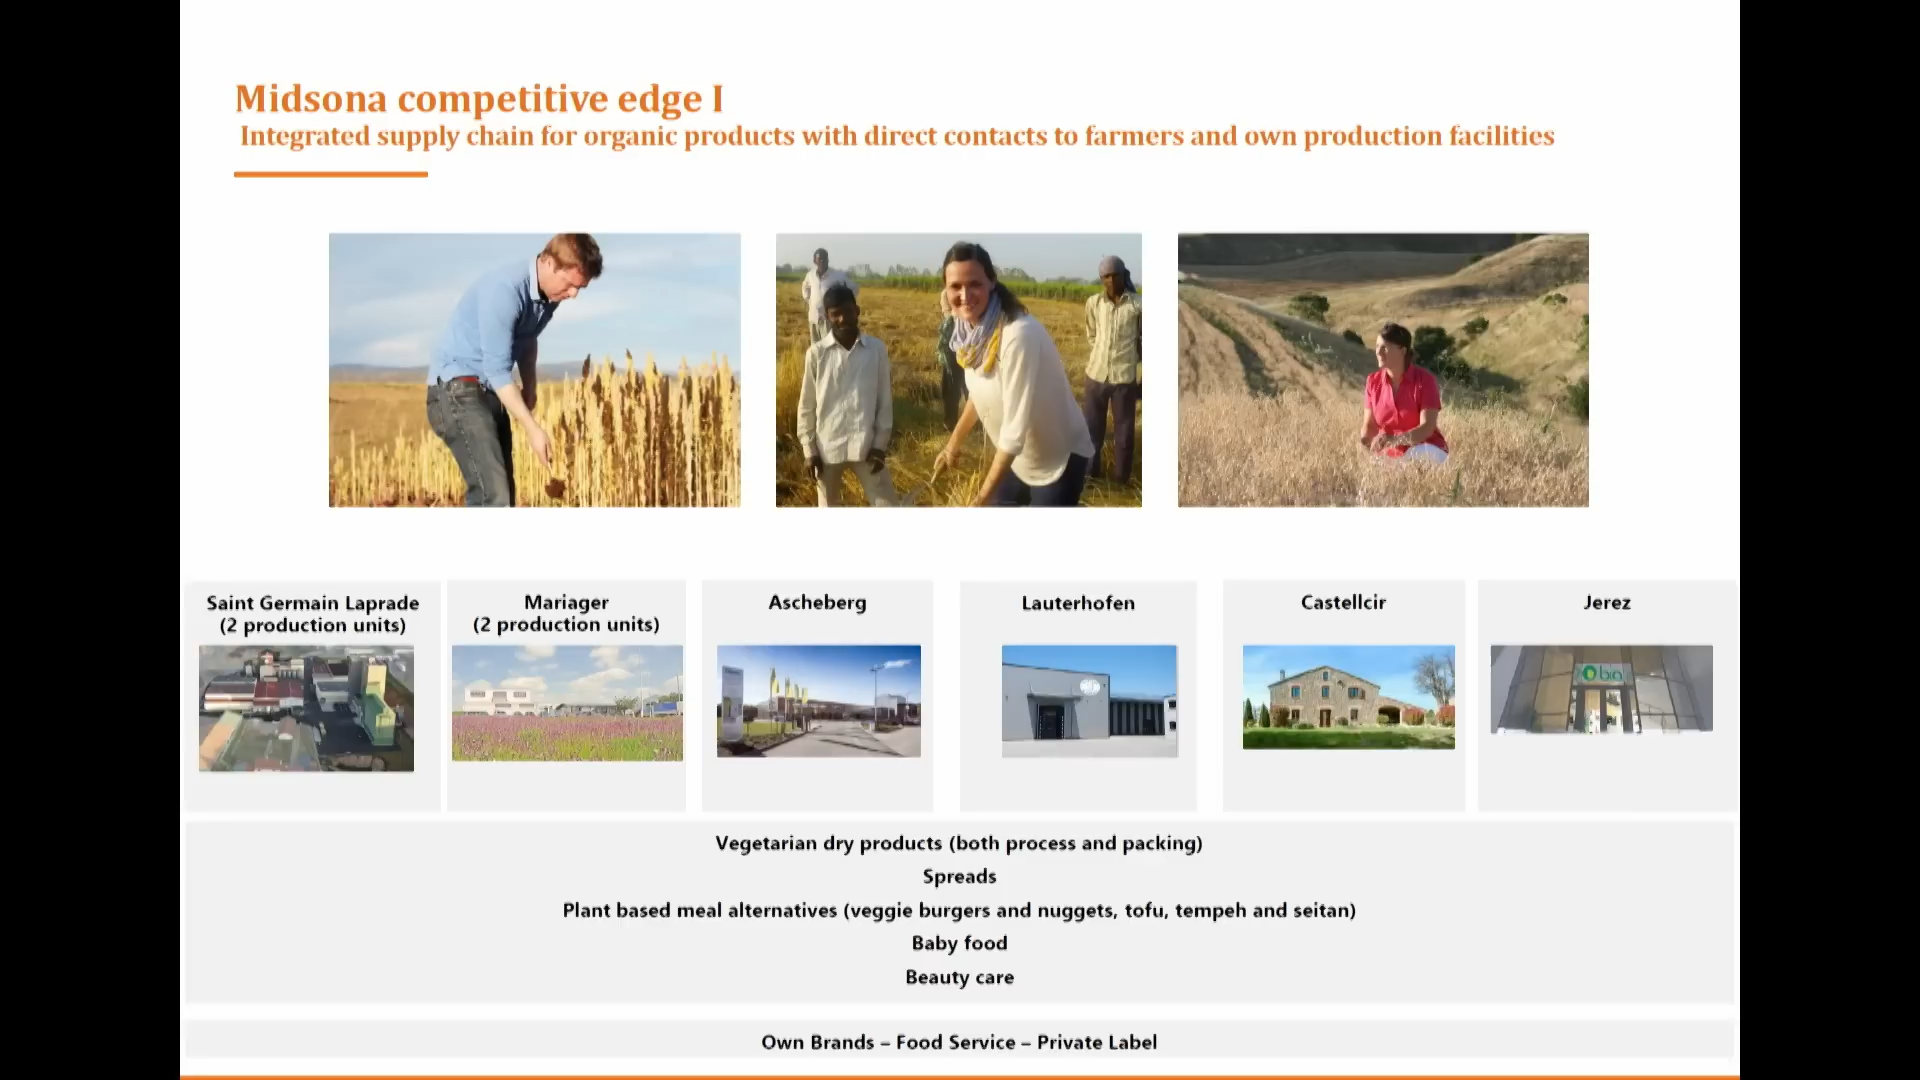 Midsona competitive edge I
Integrated supply chain for organic products with direct contacts to farmers and own production facilities
Saint Germain Laprade
(2 production units)
Mariager
(2 production units)
Ascheberg
Lauterhofen
Castellcir
Jerez
bio
Vegetarian dry products (both process and packing)
Spreads
Plant based meal alternatives (veggie burgers and nuggets, tofu, tempeh and seitan)
Baby food
Beauty care
Own Brands – Food Service – Private Label